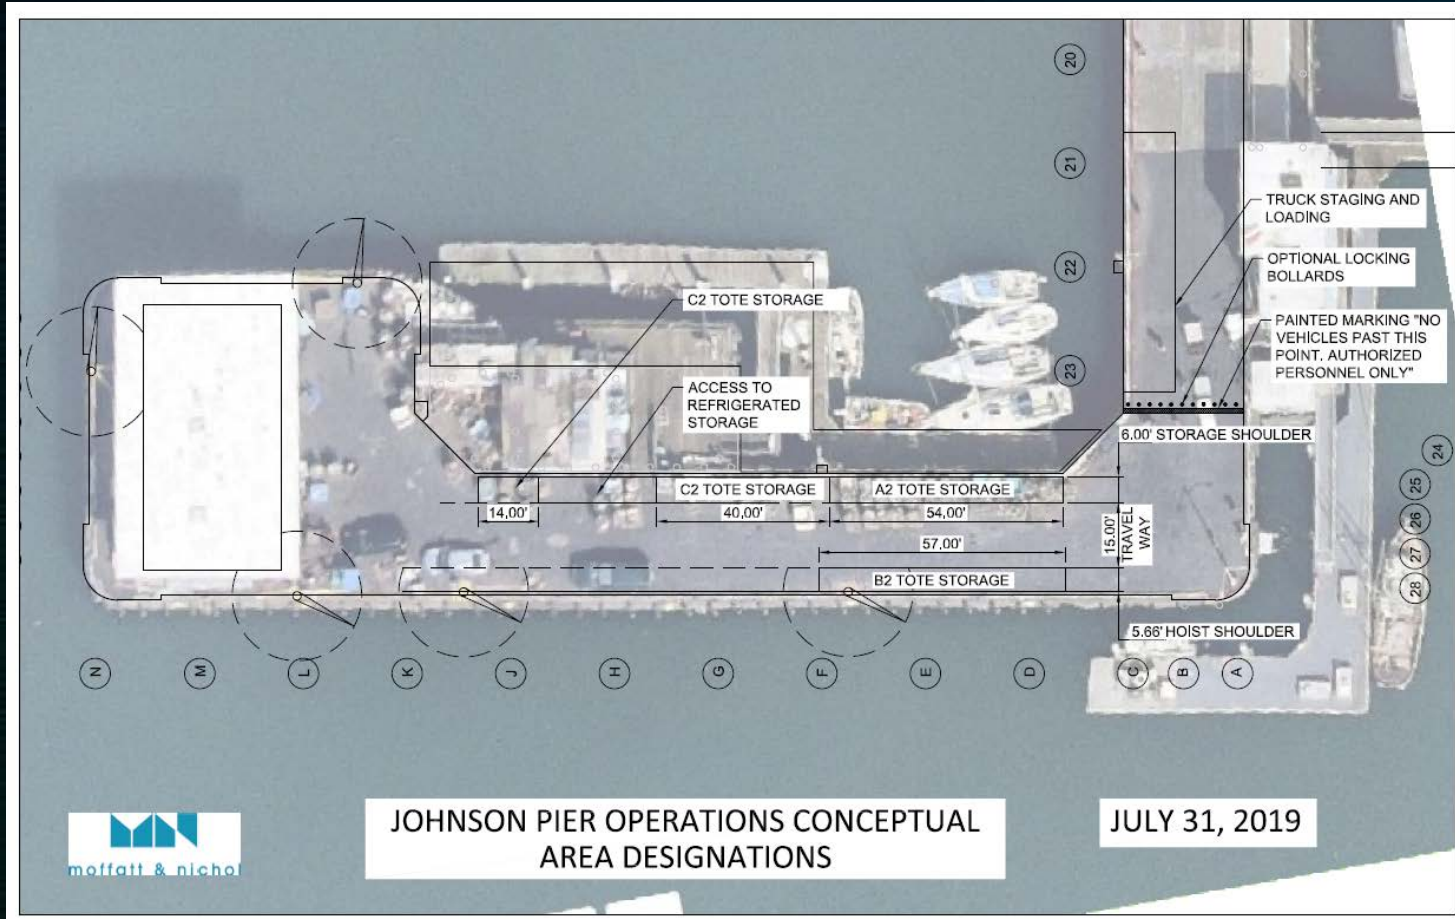 20
21
22
23
24
25
26
27
28
TRUCK STAGING AND
LOADING
OPTIONAL LOCKING
BOLLARDS
PAINTED MARKING "NO
VEHICLES PAST THIS
POINT. AUTHORIZED
PERSONNEL ONLY"
C2 TOTE STORAGE
ACCESS TO
REFRIGERATED
STORAGE
6.00' STORAGE SHOULDER
C2 TOTE STORAGE
A2 TOTE STORAGE
14,00'
40,00'
54,00'
15.00'
TRAVEL
WAY
57,00'
B2 TOTE STORAGE
5.66' HOIST SHOULDER
N
M
L
K
J
H
G
F
E
D
C
B
A
moffatt & nichol
JOHNSON PIER OPERATIONS CONCEPTUAL
AREA DESIGNATIONS
JULY 31, 2019